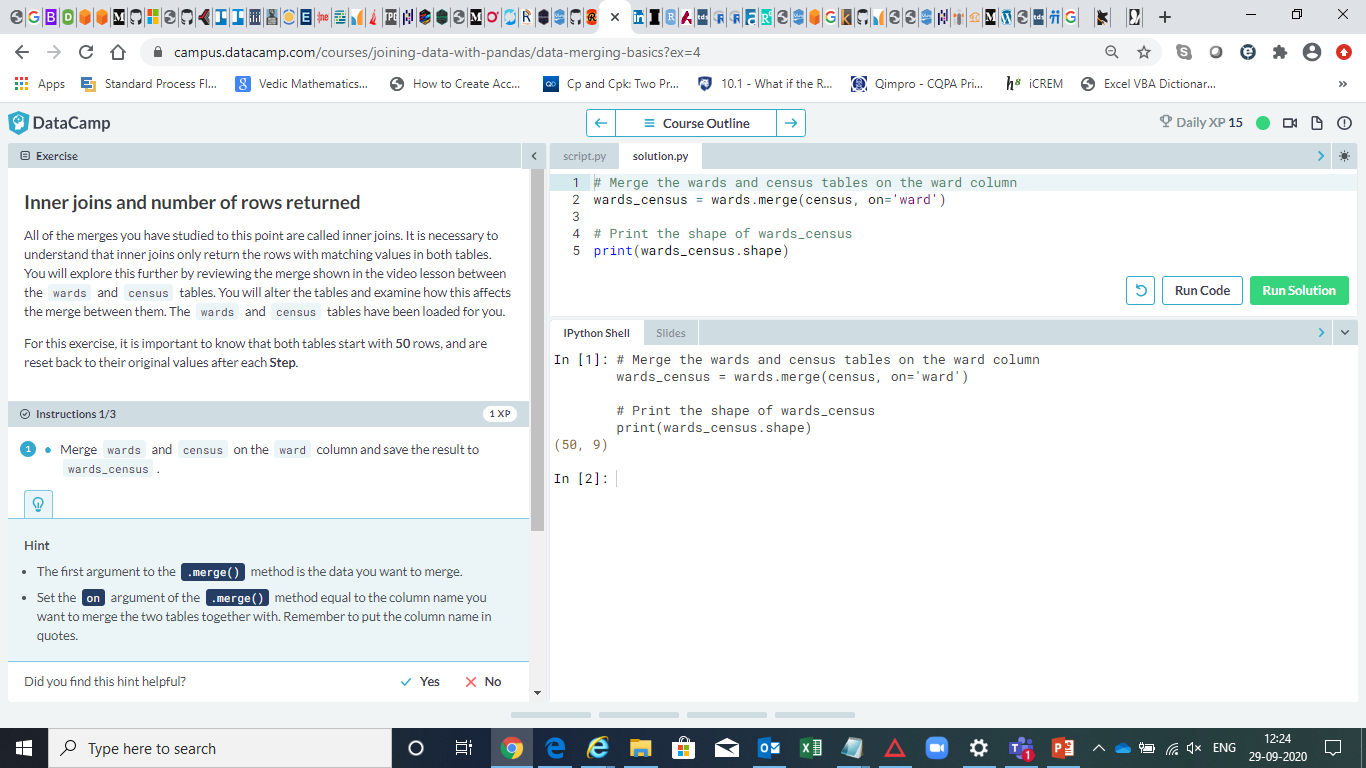 campus.datacamp.com/courses/joining-data-with-pandas/data-merging-basics?ex=4
Apps Standard Process Fl... Vedic Mathematics... How to Create Acc... Cp and Cpk: Two Pr... 10.1 - What if the R... Qimpro - CQPA Pri... iCREM Excel VBA Dictionar... »
DataCamp
Course Outline
Daily XP 15
Exercise
Inner joins and number of rows returned
All of the merges you have studied to this point are called inner joins. It is necessary to
understand that inner joins only return the rows with matching values in both tables.
You will explore this further by reviewing the merge shown in the video lesson between
the wards and census tables. You will alter the tables and examine how this affects
the merge between them. The wards and census tables have been loaded for you.
For this exercise, it is important to know that both tables start with 50 rows, and are
reset back to their original values after each Step.
Instructions 1/3
1 XP
1 • Merge wards and census on the ward column and save the result to
wards_census .
Hint
• The first argument to the .merge() method is the data you want to merge.
• Set the on argument of the .merge() method equal to the column name you
want to merge the two tables together with. Remember to put the column name in
quotes.
Did you find this hint helpful?
Yes
No
script.py
solution.py
1 # Merge the wards and census tables on the ward column
2 wards_census = wards.merge(census, on='ward')
3
4 # Print the shape of wards_census
5 print(wards_census.shape)
Run Code
Run Solution
IPython Shell
Slides
In [1]: # Merge the wards and census tables on the ward column
wards_census = wards.merge(census, on='ward')
# Print the shape of wards_census
print(wards_census.shape)
(50, 9)
In [2]:
Type here to search
ENG
12:24
29-09-2020